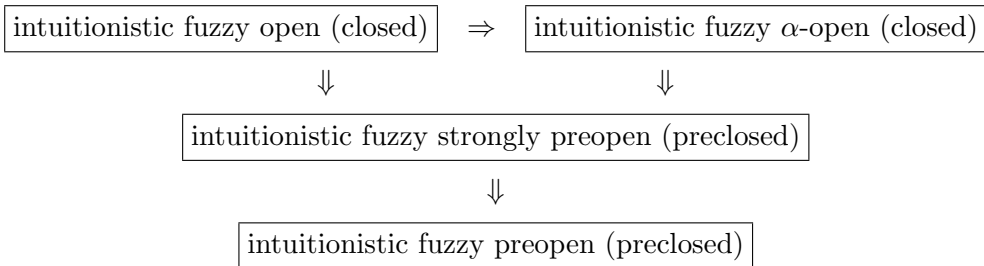 intuitionistic fuzzy open (closed) ⇒ intuitionistic fuzzy α-open (closed)
⇓ ⇓
intuitionistic fuzzy strongly preopen (preclosed)
⇓
intuitionistic fuzzy preopen (preclosed)